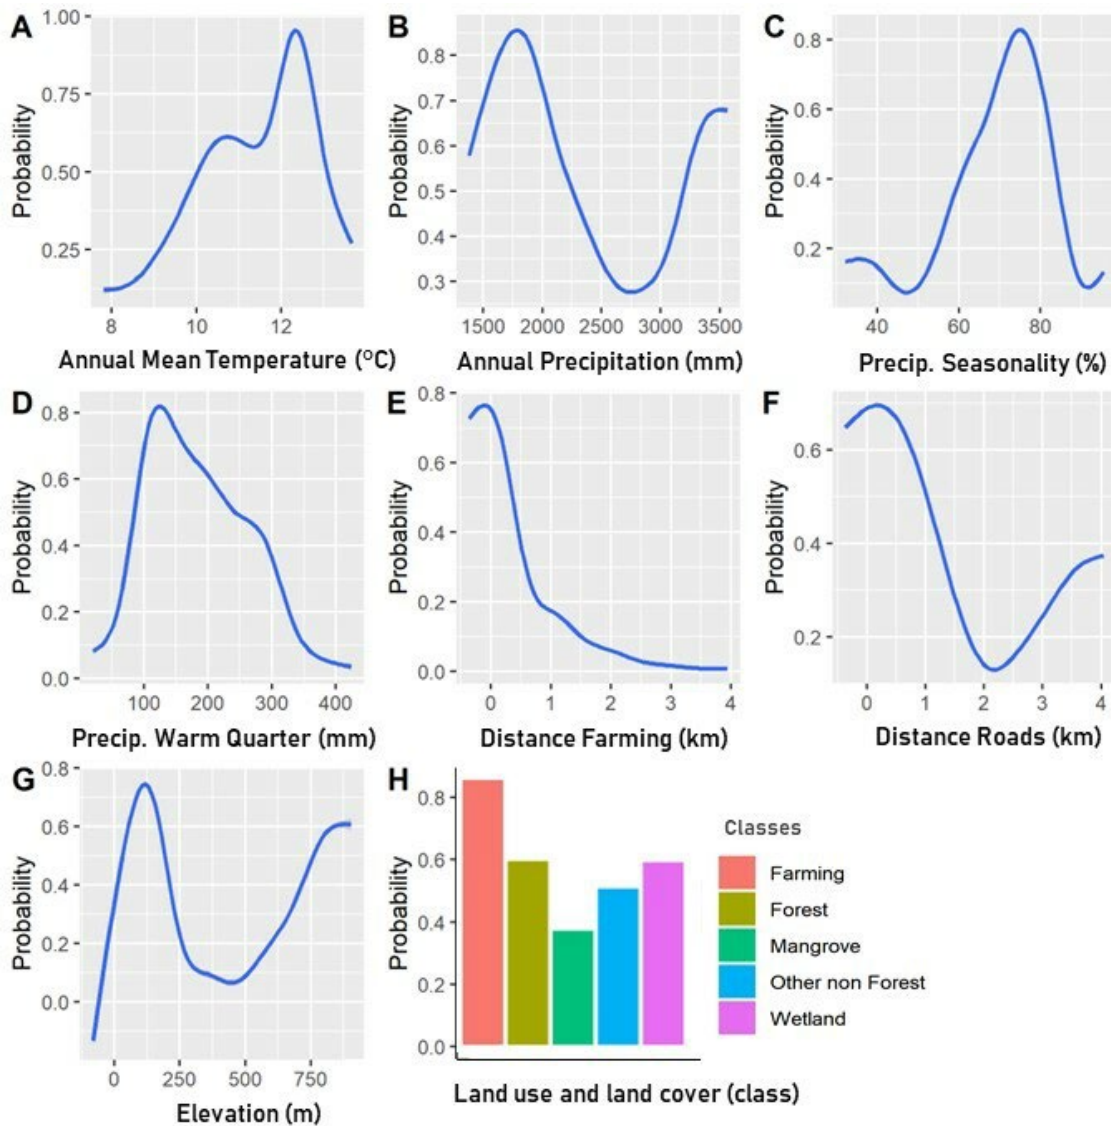 A
1.00
0.75
0.50
0.25
Probability
8 10 12
Annual Mean Temperature (°C)
B
0.8
0.7
0.6
0.5
0.4
0.3
Probability
1500 2000 2500 3000 3500
Annual Precipitation (mm)
C
0.8
0.6
0.4
0.2
Probability
40 60 80
Precip. Seasonality (%)
D
0.8
0.6
0.4
0.2
0.0
Probability
100 200 300 400
Precip. Warm Quarter (mm)
E
0.8
0.6
0.4
0.2
0.0
Probability
0 1 2 3 4
Distance Farming (km)
F
0.6
0.4
0.2
Probability
0 1 2 3 4
Distance Roads (km)
G
0.8
0.6
0.4
0.2
0.0
Probability
0 250 500 750
Elevation (m)
H
0.8
0.6
0.4
0.2
0.0
Probability
Land use and land cover (class)
Classes
Farming
Forest
Mangrove
Other non Forest
Wetland